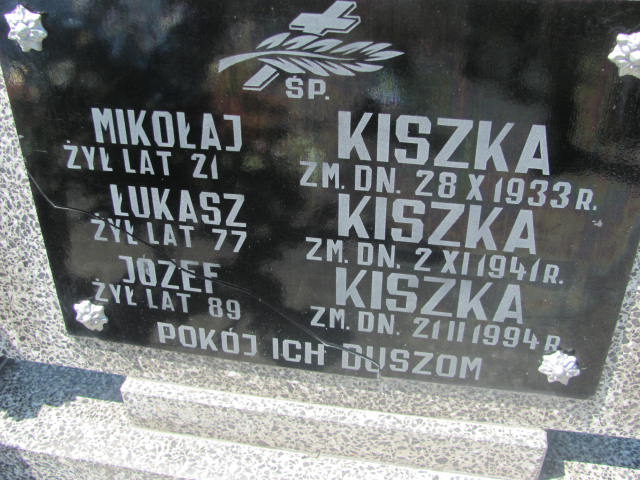 ŚP.
MIKOŁAJ KISZKA
ŻYŁ LAT 21 ZM. DN. 28 X 1933 R.
ŁUKASZ KISZKA
ŻYŁ LAT 77 ZM. DN. 2 XI 1941 R.
JÓZEF KISZKA
ŻYŁ LAT 89 ZM. DN. 21 II 1994 R.
POKÓJ ICH DUSZOM